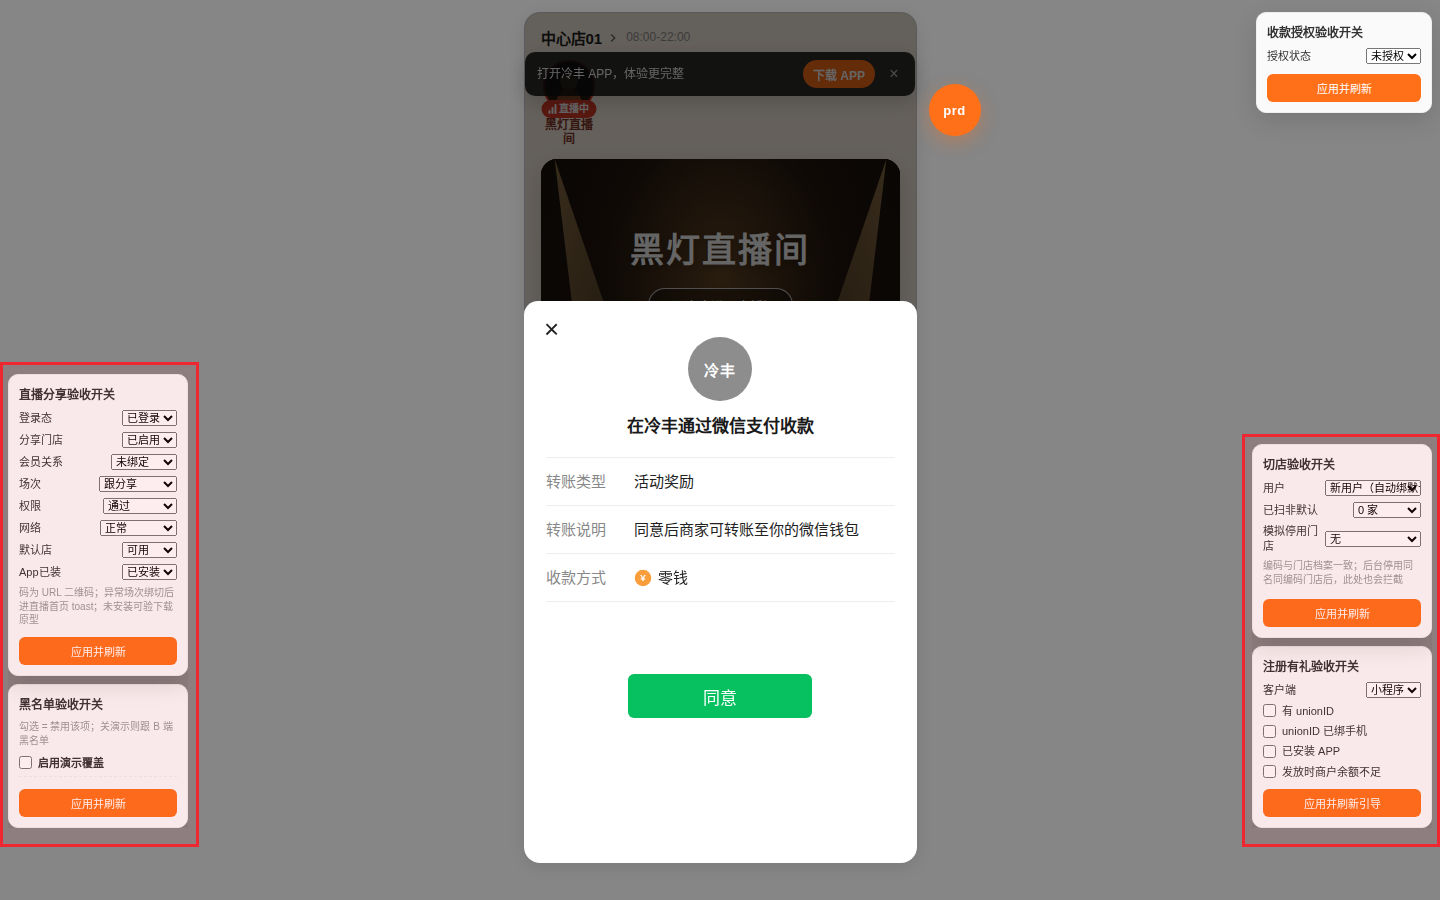 中心店01 › 08:00-22:00
打开冷丰 APP，体验更完整
下载 APP
×
直播中
黑灯直播
间
黑灯直播间
prd
收款授权验收开关
授权状态 未授权
应用并刷新
×
冷丰
在冷丰通过微信支付收款
转账类型 活动奖励
转账说明 同意后商家可转账至你的微信钱包
收款方式 ¥ 零钱
同意
直播分享验收开关
登录态 已登录
分享门店 已启用
会员关系 未绑定
场次 跟分享
权限 通过
网络 正常
默认店 可用
App已装 已安装
码为 URL 二维码；异常场次绑切后
进直播首页 toast；未安装可验下载
原型
应用并刷新
黑名单验收开关
勾选 = 禁用该项；关演示则跟 B 端
黑名单
启用演示覆盖
应用并刷新
切店验收开关
用户 新用户（自动绑默
已扫非默认 0 家
模拟停用门
店 无
编码与门店档案一致；后台停用同
名同编码门店后，此处也会拦截
应用并刷新
注册有礼验收开关
客户端 小程序
有 unionID
unionID 已绑手机
已安装 APP
发放时商户余额不足
应用并刷新引导